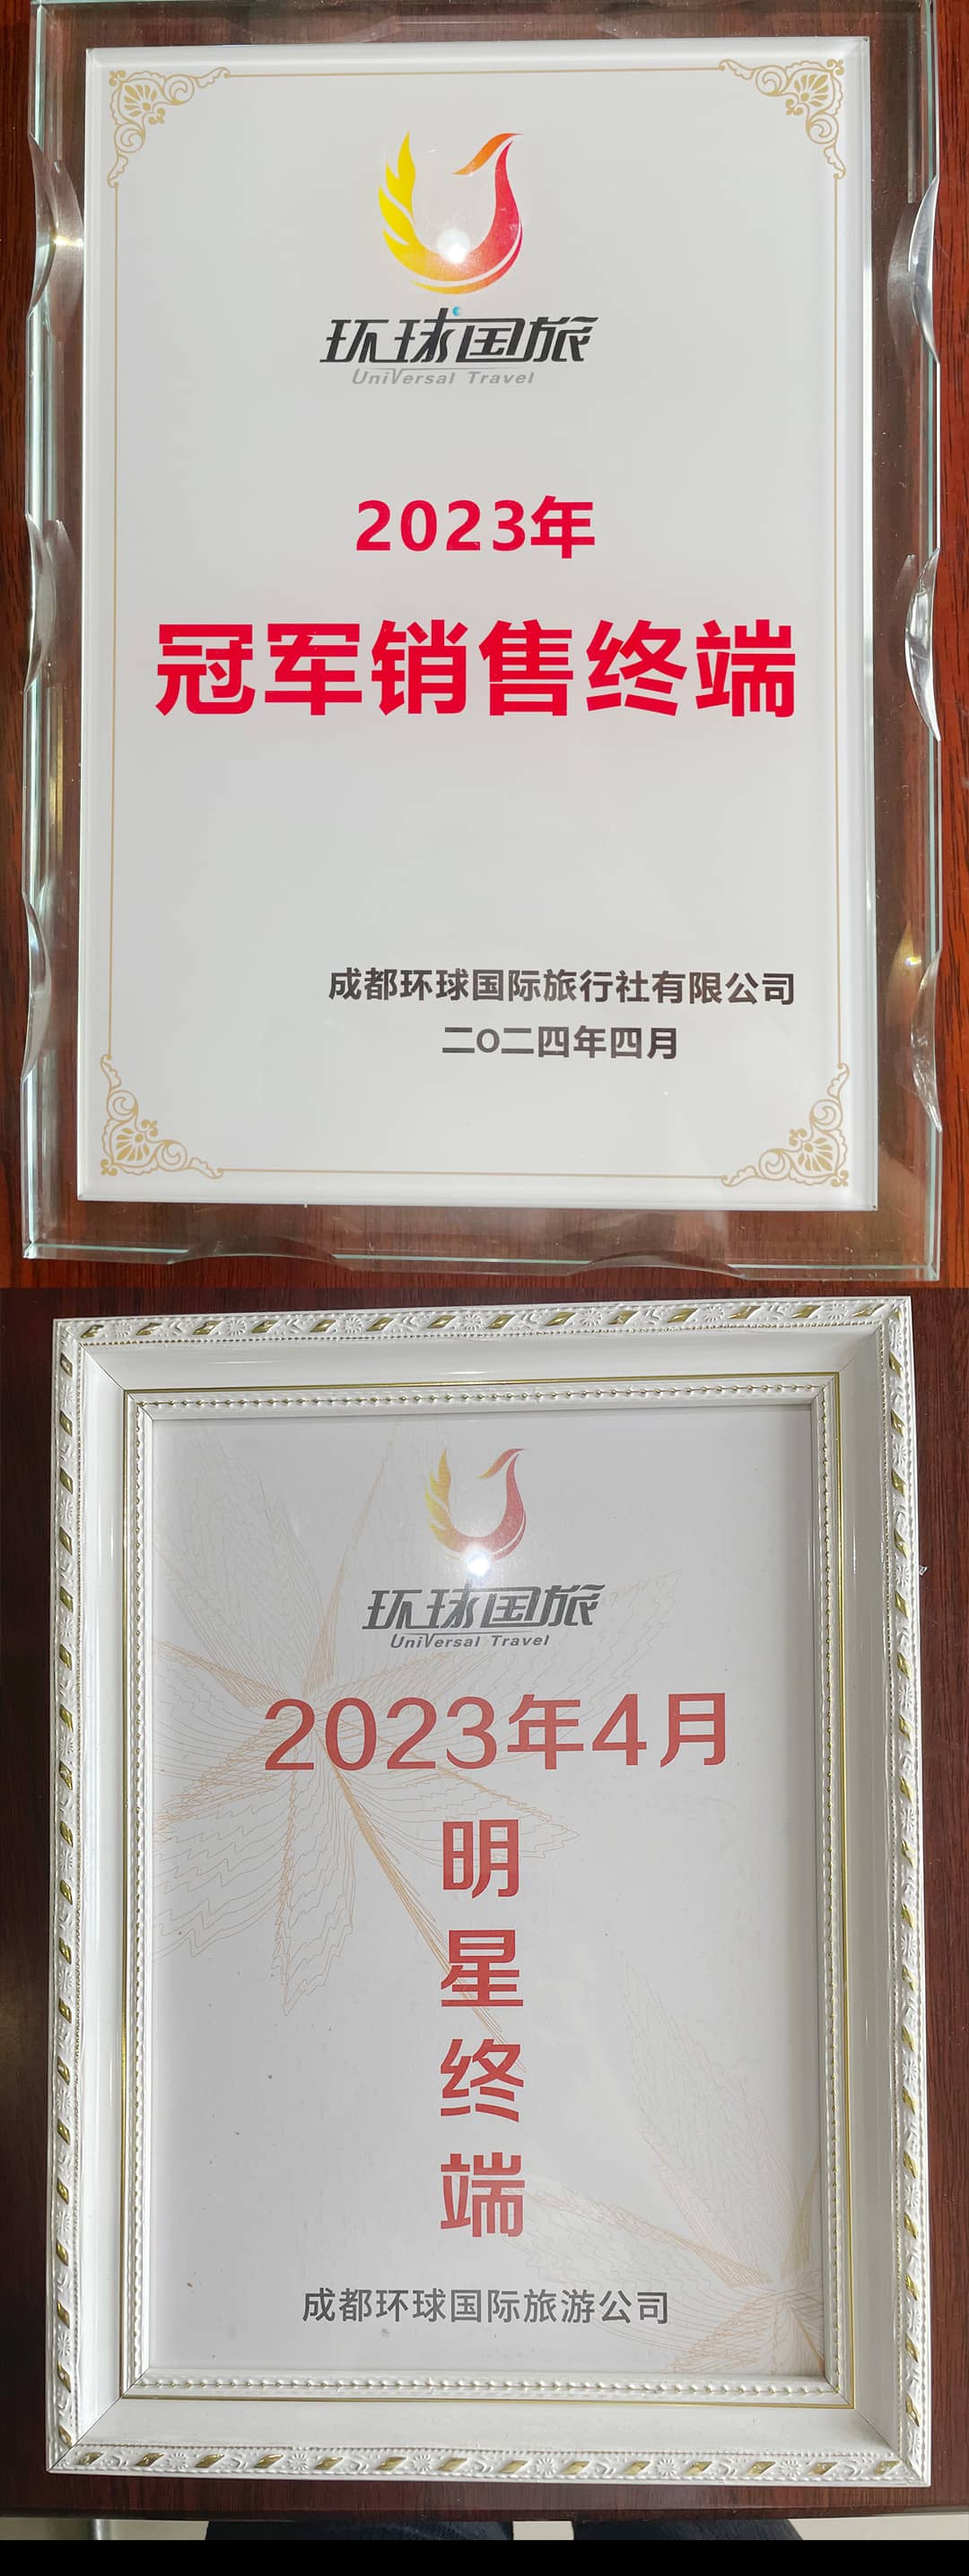 环球国旅
UniVersal Travel
2023年
冠军销售终端
成都环球国际旅行社有限公司
二〇二四年四月
环球国旅
UniVersal Travel
2023年4月
明
星
终
端
成都环球国际旅游公司